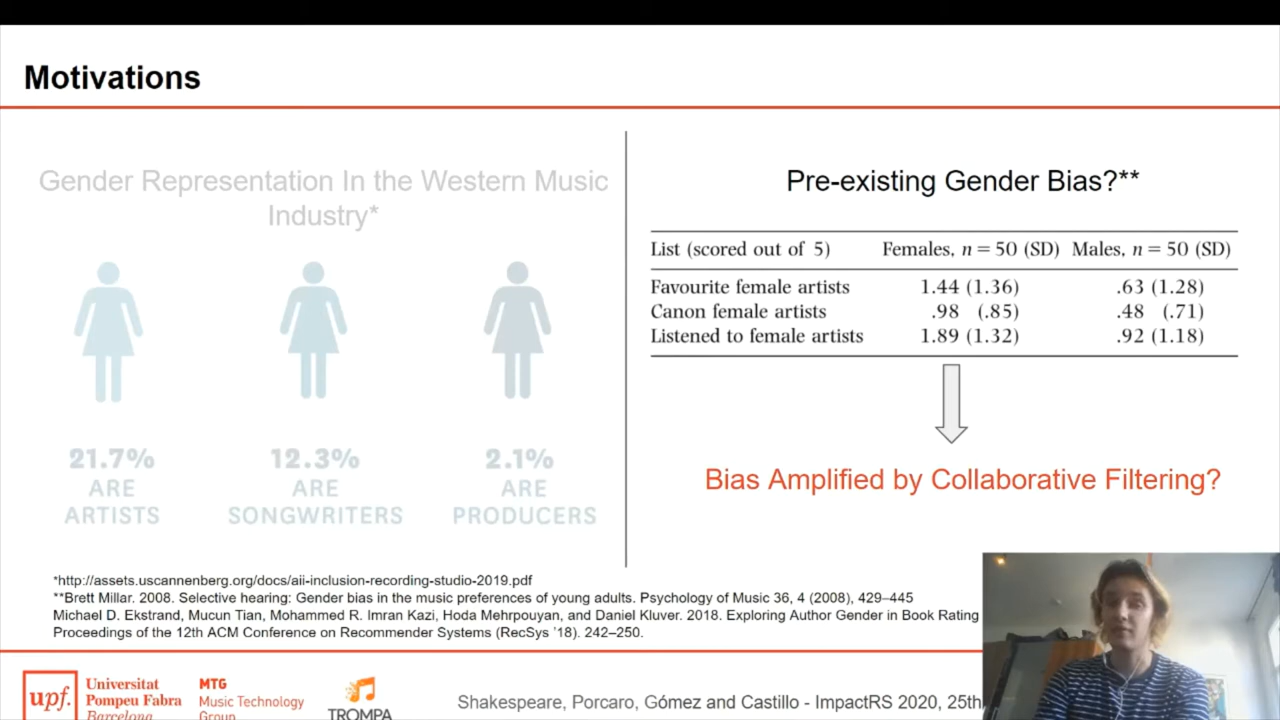 Motivations
Gender Representation In the Western Music
Industry*
21.7%
ARE
ARTISTS
12.3%
ARE
SONGWRITERS
2.1%
ARE
PRODUCERS
Pre-existing Gender Bias?**
List (scored out of 5) Females, n = 50 (SD) Males, n = 50 (SD)
Favourite female artists 1.44 (1.36) .63 (1.28)
Canon female artists .98 (.85) .48 (.71)
Listened to female artists 1.89 (1.32) .92 (1.18)
Bias Amplified by Collaborative Filtering?
*http://assets.uscannenberg.org/docs/aii-inclusion-recording-studio-2019.pdf
**Brett Millar. 2008. Selective hearing: Gender bias in the music preferences of young adults. Psychology of Music 36, 4 (2008), 429–445
Michael D. Ekstrand, Mucun Tian, Mohammed R. Imran Kazi, Hoda Mehrpouyan, and Daniel Kluver. 2018. Exploring Author Gender in Book Rating
Proceedings of the 12th ACM Conference on Recommender Systems (RecSys '18). 242–250.
upf.
Universitat
Pompeu Fabra
Barcelona
MTG
Music Technology
Group
TROMPA
Shakespeare, Porcaro, Gómez and Castillo - ImpactRS 2020, 25th